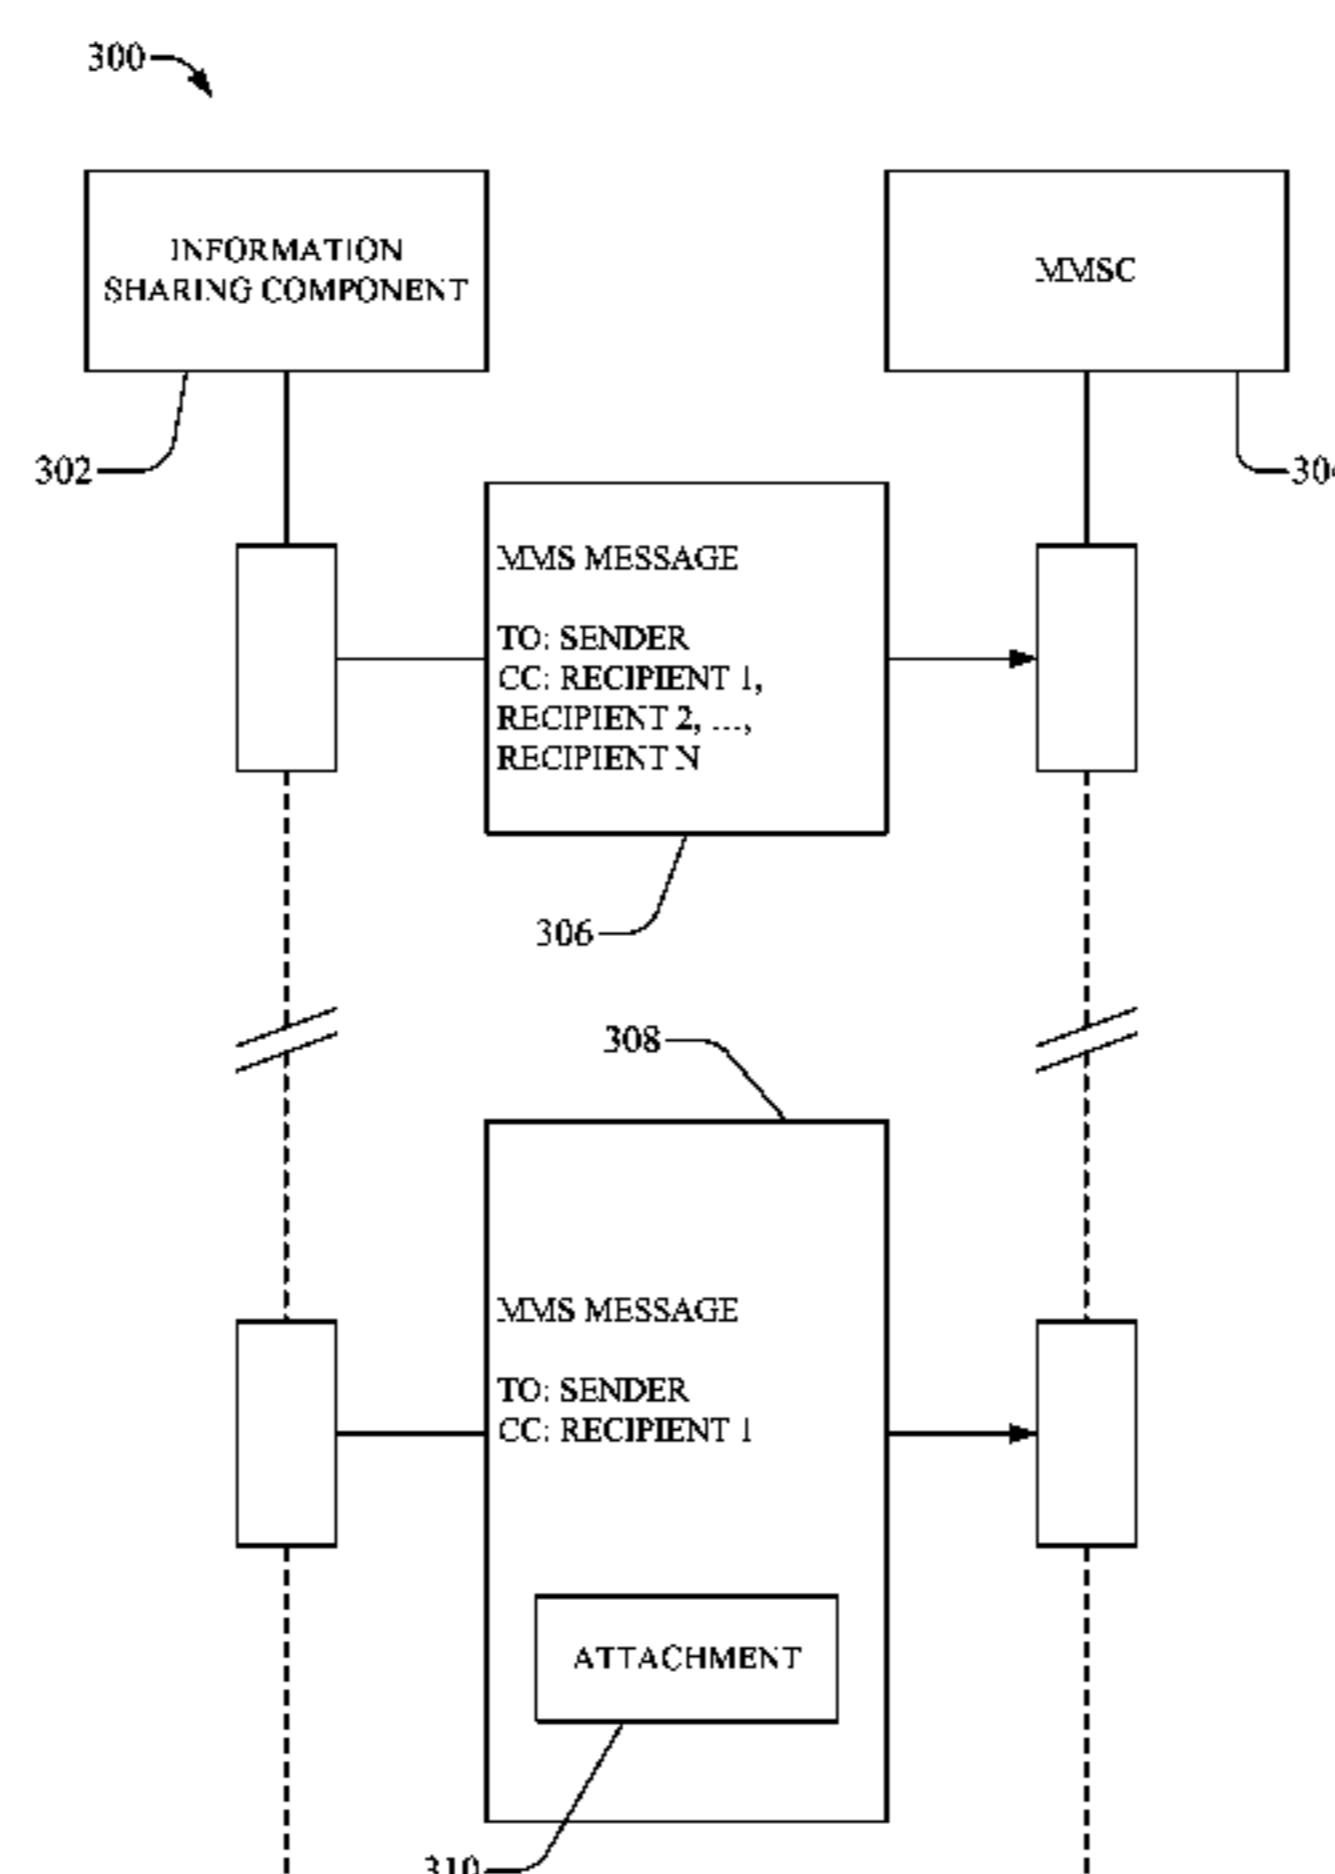 300
INFORMATION
SHARING COMPONENT
MMSC
302
MMS MESSAGE
TO: SENDER
CC: RECIPIENT 1,
RECIPIENT 2, ...,
RECIPIENT N
306
308
MMS MESSAGE
TO: SENDER
CC: RECIPIENT 1
ATTACHMENT
310